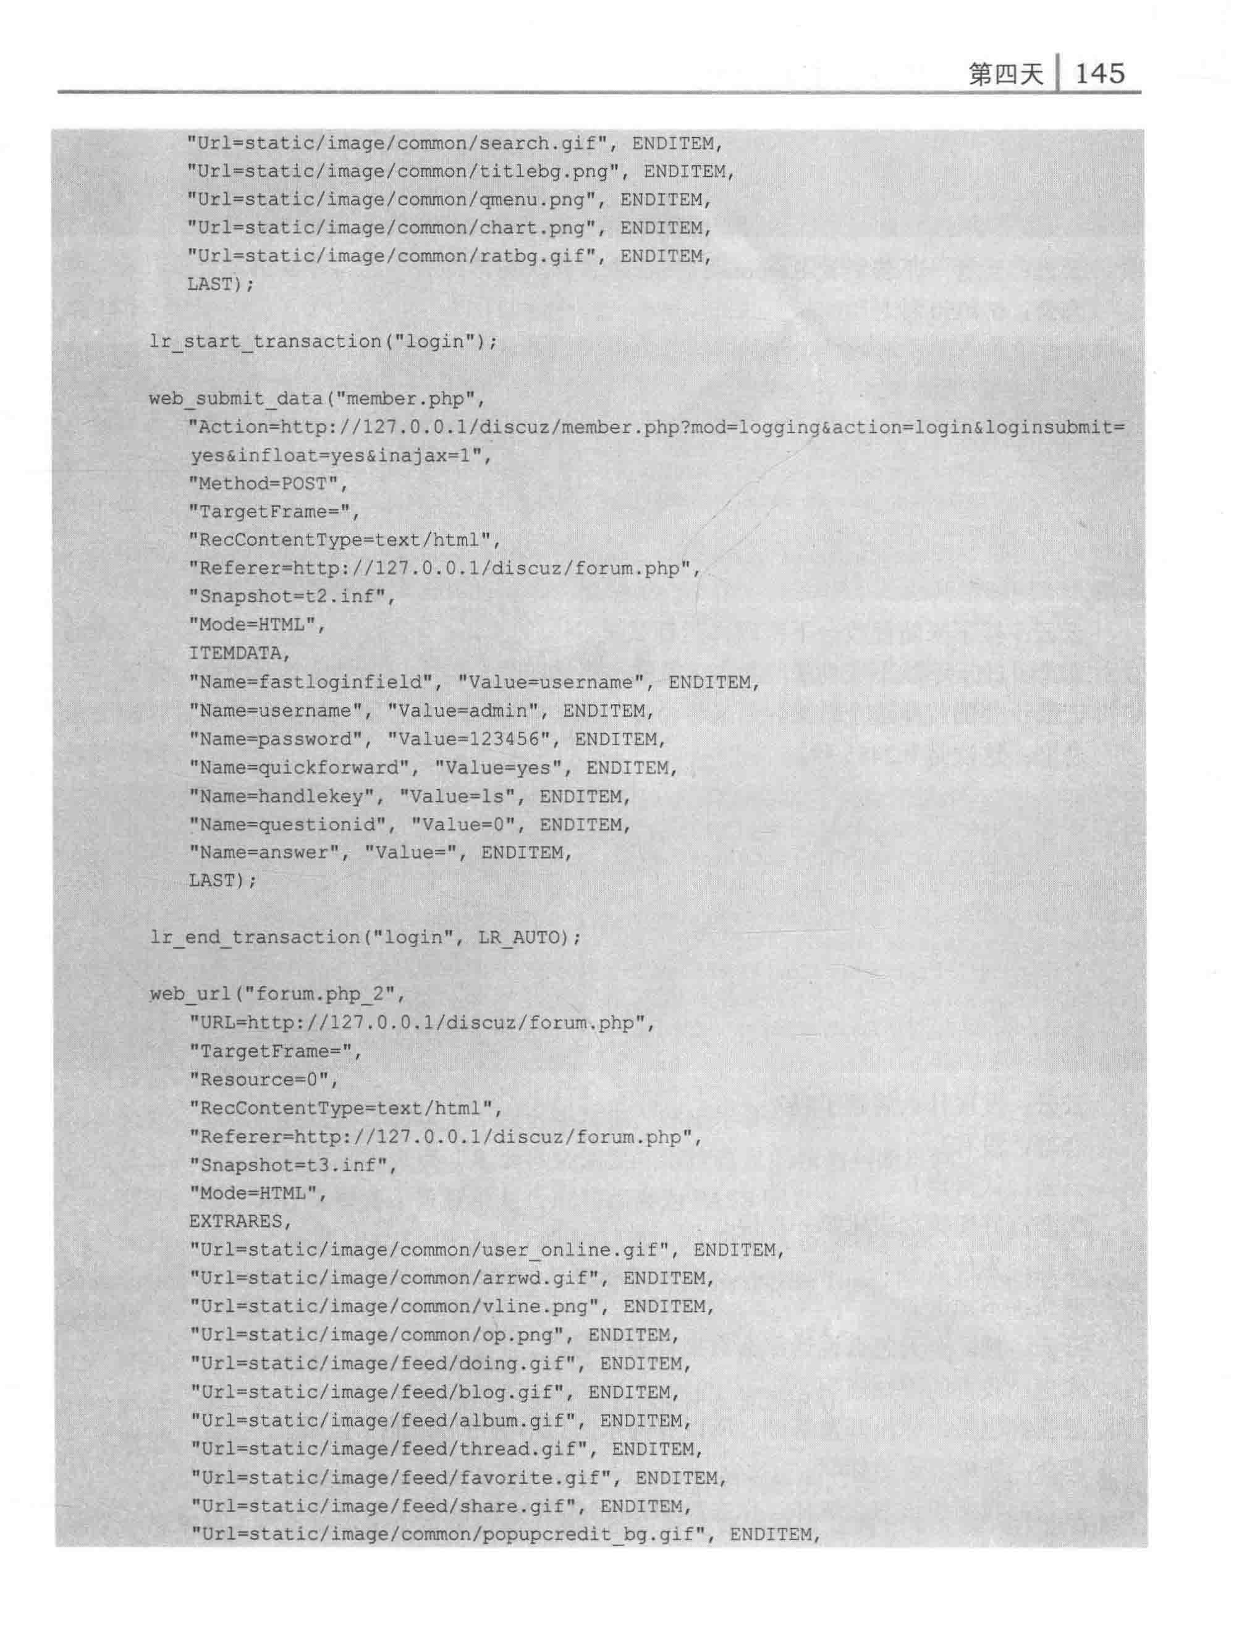 第四天 145
"Url=static/image/common/search.gif", ENDITEM,
"Url=static/image/common/titlebg.png", ENDITEM,
"Url=static/image/common/qmenu.png", ENDITEM,
"Url=static/image/common/chart.png", ENDITEM,
"Url=static/image/common/ratbg.gif", ENDITEM,
LAST);
lr_start_transaction("login");
web_submit_data("member.php",
"Action=http://127.0.0.1/discuz/member.php?mod=logging&action=login&loginsubmit=
yes&infloat=yes&inajax=1",
"Method=POST",
"TargetFrame=",
"RecContentType=text/html",
"Referer=http://127.0.0.1/discuz/forum.php",
"Snapshot=t2.inf",
"Mode=HTML",
ITEMDATA,
"Name=fastloginfield", "Value=username", ENDITEM,
"Name=username", "Value=admin", ENDITEM,
"Name=password", "Value=123456", ENDITEM,
"Name=quickforward", "Value=yes", ENDITEM,
"Name=handlekey", "Value=ls", ENDITEM,
"Name=questionid", "Value=0", ENDITEM,
"Name=answer", "Value=", ENDITEM,
LAST);
lr_end_transaction("login", LR_AUTO);
web_url("forum.php_2",
"URL=http://127.0.0.1/discuz/forum.php",
"TargetFrame=",
"Resource=0",
"RecContentType=text/html",
"Referer=http://127.0.0.1/discuz/forum.php",
"Snapshot=t3.inf",
"Mode=HTML",
EXTRARES,
"Url=static/image/common/user_online.gif", ENDITEM,
"Url=static/image/common/arrwd.gif", ENDITEM,
"Url=static/image/common/vline.png", ENDITEM,
"Url=static/image/common/op.png", ENDITEM,
"Url=static/image/feed/doing.gif", ENDITEM,
"Url=static/image/feed/blog.gif", ENDITEM,
"Url=static/image/feed/album.gif", ENDITEM,
"Url=static/image/feed/thread.gif", ENDITEM,
"Url=static/image/feed/favorite.gif", ENDITEM,
"Url=static/image/feed/share.gif", ENDITEM,
"Url=static/image/common/popupcredit_bg.gif", ENDITEM,